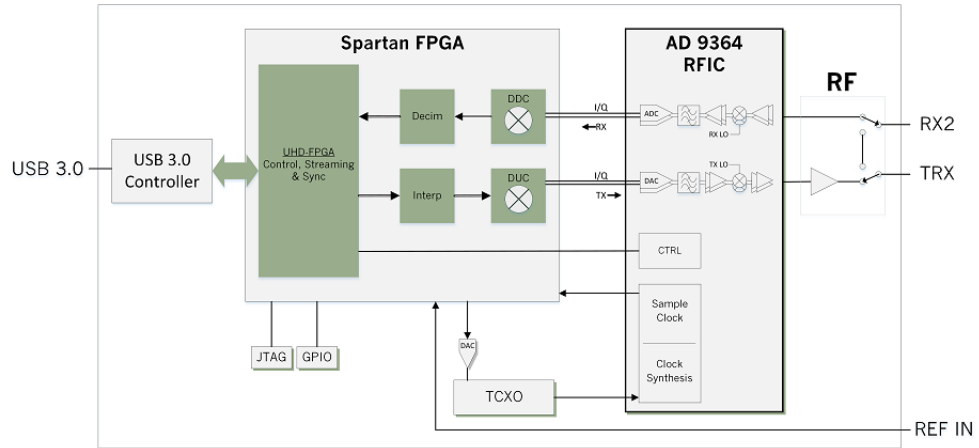 Spartan FPGA
AD 9364
RFIC
RF
UHD-FPGA
Control, Streaming
& Sync
Decim
DDC
I/Q
RX
ADC
RX LO
RX2
USB 3.0
USB 3.0
Controller
Interp
DUC
I/Q
TX
DAC
TX LO
TRX
CTRL
Sample
Clock
Clock
Synthesis
JTAG
GPIO
DAC
TCXO
REF IN